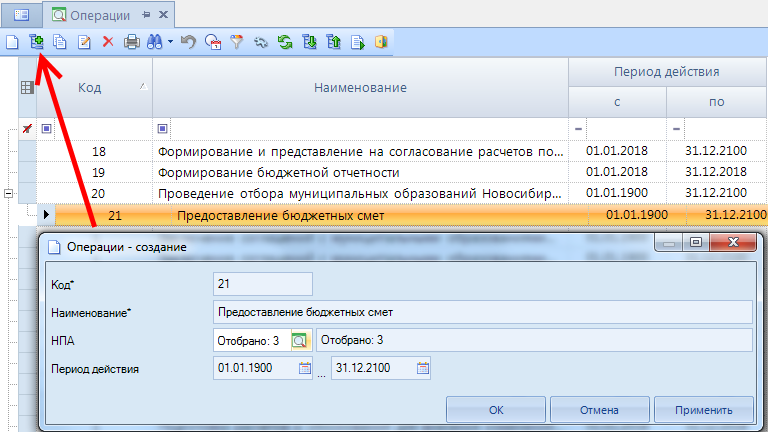 Операции
Код
Наименование
Период действия
с
по
18 Формирование и представление на согласование расчетов по... 01.01.2018 31.12.2100
19 Формирование бюджетной отчетности 01.01.2018 31.12.2018
20 Проведение отбора муниципальных образований Новосибир... 01.01.1900 31.12.2100
21 Предоставление бюджетных смет 01.01.1900 31.12.2100
Операции - создание
Код* 21
Наименование* Предоставление бюджетных смет
НПА Отобрано: 3 Отобрано: 3
Период действия 01.01.1900 ... 31.12.2100
ОК Отмена Применить